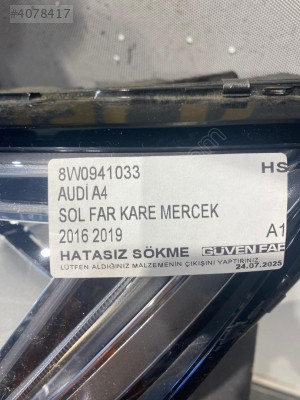 #4078417
8W0941033
HS
AUDİ A4
SOL FAR KARE MERCEK
2016 2019
A1
HATASIZ SÖKME GÜVEN FAR
LÜTFEN ALDIĞINIZ MALZEMENİN ÇIKIŞINI YAPTIRINIZ
24.07.2025